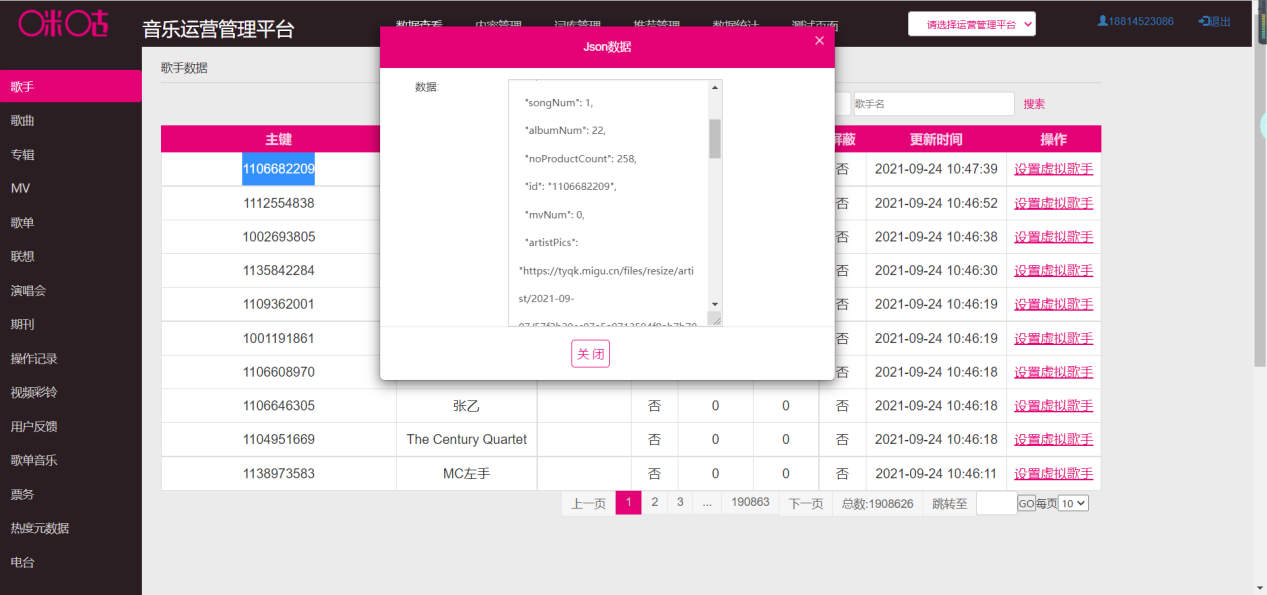 咪咕
音乐运营管理平台
数据查看 内容管理 词库管理 推荐管理 数据统计 测试页面
请选择运营管理平台
18814523086
退出
歌手
歌曲
专辑
MV
歌单
联想
演唱会
期刊
操作记录
视频彩铃
用户反馈
歌单音乐
票务
热度元数据
电台
歌手数据
歌手名 搜索
主键 屏蔽 更新时间 操作
1106682209 否 2021-09-24 10:47:39 设置虚拟歌手
1112554838 否 2021-09-24 10:46:52 设置虚拟歌手
1002693805 否 2021-09-24 10:46:38 设置虚拟歌手
1135842284 否 2021-09-24 10:46:30 设置虚拟歌手
1109362001 否 2021-09-24 10:46:19 设置虚拟歌手
1001191861 否 2021-09-24 10:46:19 设置虚拟歌手
1106608970 否 2021-09-24 10:46:18 设置虚拟歌手
1106646305 张乙 否 0 0 否 2021-09-24 10:46:18 设置虚拟歌手
1104951669 The Century Quartet 否 0 0 否 2021-09-24 10:46:18 设置虚拟歌手
1138973583 MC左手 否 0 0 否 2021-09-24 10:46:11 设置虚拟歌手
上一页 1 2 3 ... 190863 下一页 总数:1908626 跳转至 GO 每页 10
Json数据
数据:
"songNum": 1,
"albumNum": 22,
"noProductCount": 258,
"id": "1106682209",
"mvNum": 0,
"artistPics":
"https://tyqk.migu.cn/files/resize/arti
st/2021-09-
关 闭